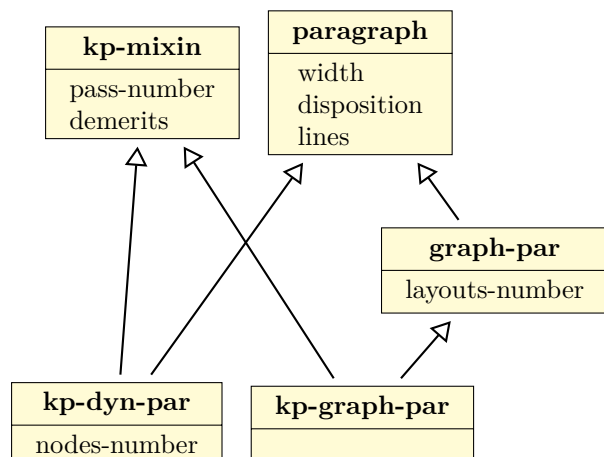 kp-mixin
pass-number
demerits
paragraph
width
disposition
lines
graph-par
layouts-number
kp-dyn-par
nodes-number
kp-graph-par